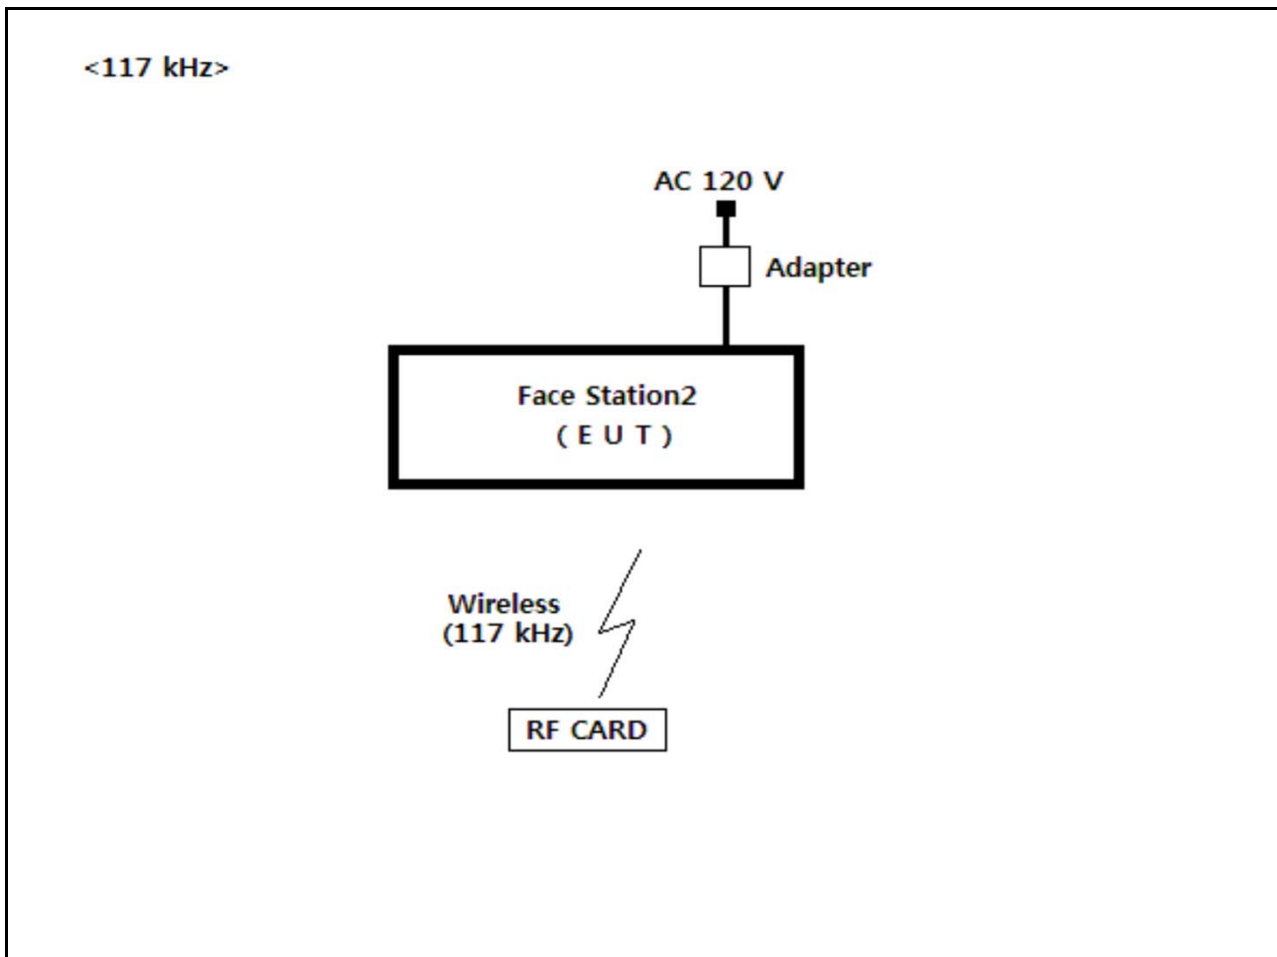 <117 kHz>
AC 120 V
Adapter
Face Station2
( E U T )
Wireless
(117 kHz)
RF CARD